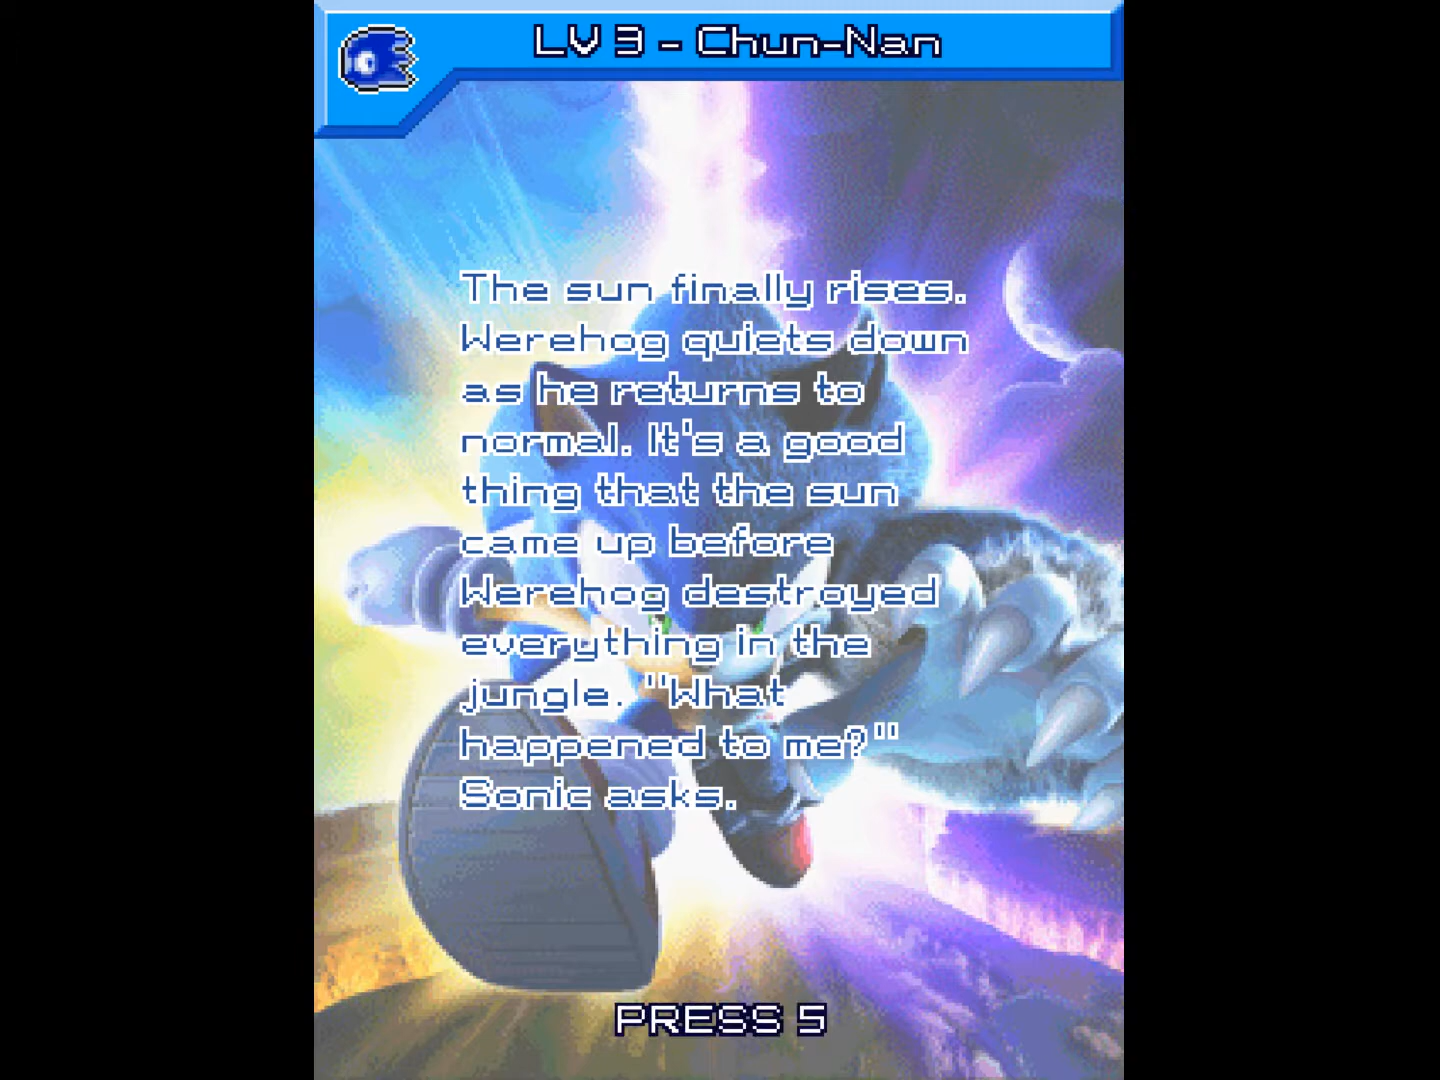 LV 3 - Chun-Nan
The sun finally rises.
Werehog quiets down
as he returns to
normal. It's a good
thing that the sun
came up before
Werehog destroyed
everything in the
jungle. "What
happened to me?"
Sonic asks.
PRESS 5